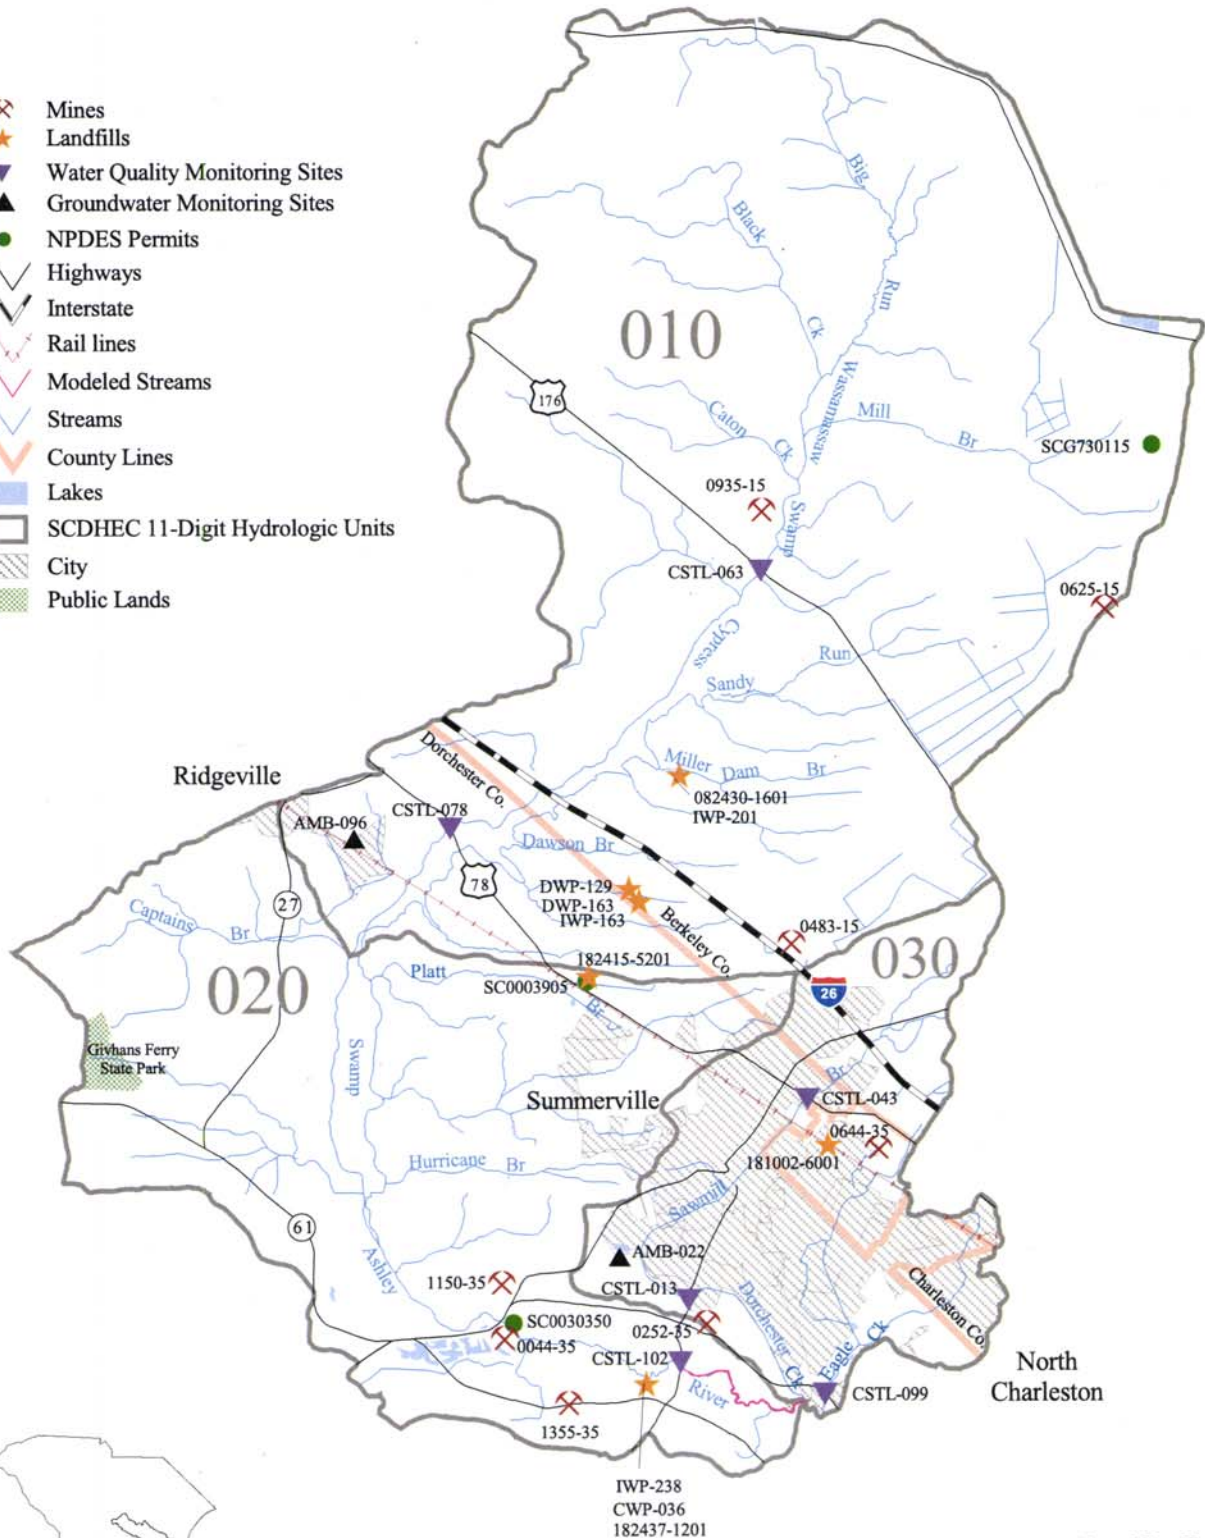 Mines
Landfills
Water Quality Monitoring Sites
Groundwater Monitoring Sites
NPDES Permits
Highways
Interstate
Rail lines
Modeled Streams
Streams
County Lines
Lakes
SCDHEC 11-Digit Hydrologic Units
City
Public Lands
Big
Run
Black
Ck
010
176
Wassamassaw
Swamp
Caton
Ck
Mill
Br
SCG730115
0935-15
CSTL-063
0625-15
Cypress
Sandy
Run
Dorchester Co.
Ridgeville
Miller Dam Br
082430-1601
IWP-201
CSTL-078
AMB-096
Dawson Br
78
27
DWP-129
DWP-163
IWP-163
Berkeley Co.
0483-15
Captains
Br
030
020
Platt
Br
182415-5201
SC0003905
26
Givhans Ferry
State Park
Swamp
Summerville
Br
CSTL-043
0644-35
181002-6001
Hurricane Br
Sawmill
61
Ashley
AMB-022
1150-35
CSTL-013
Dorchester Ck
Charleston Co.
SC0030350
0252-35
0044-35
CSTL-102
Eagle Ck
North
Charleston
River
CSTL-099
1355-35
IWP-238
CWP-036
182437-1201